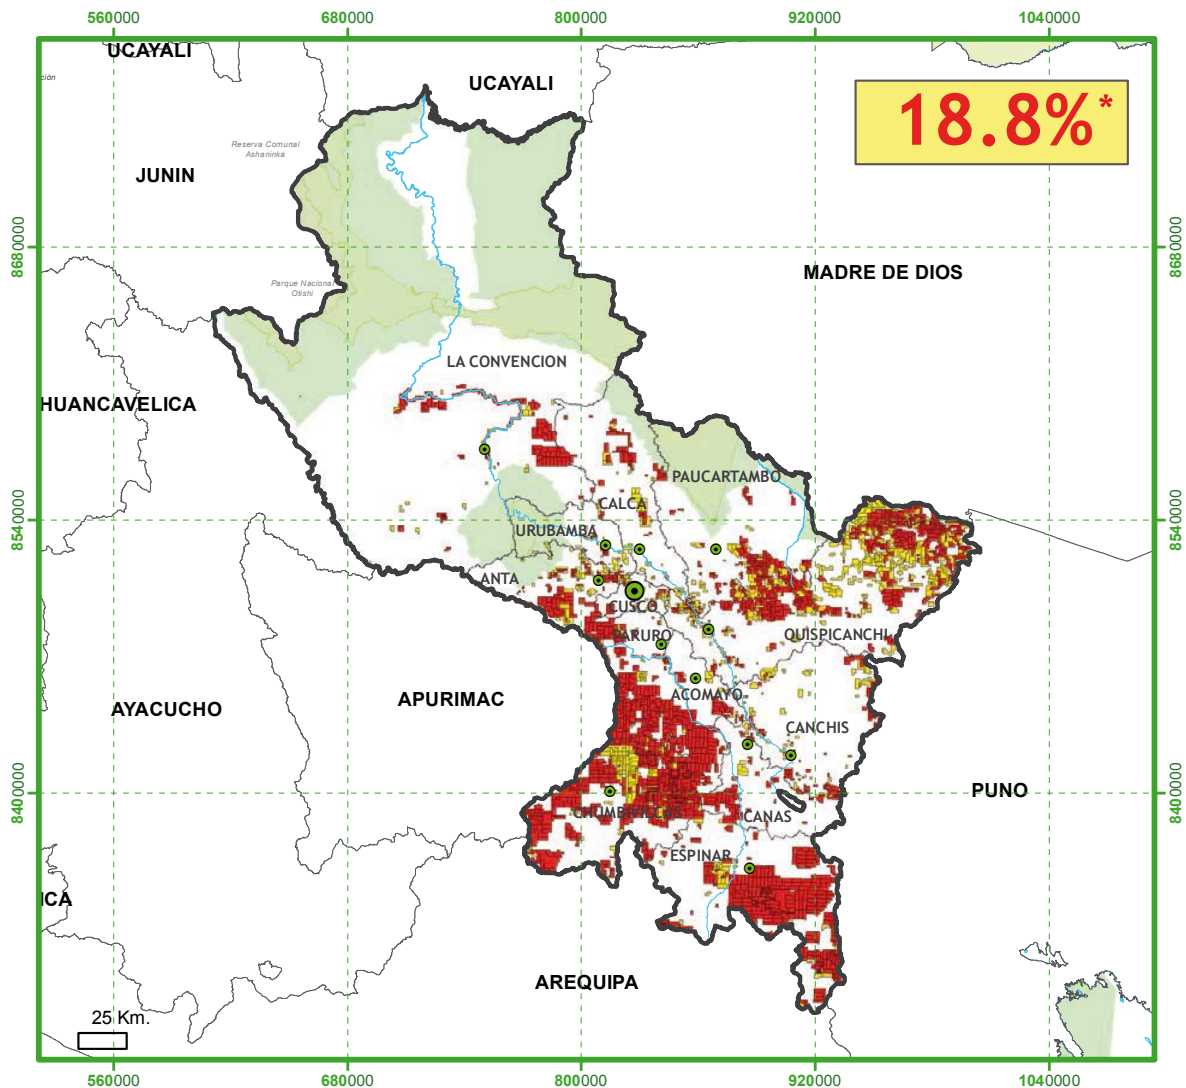 560000
680000
800000
920000
1040000
UCAYALI
ción
UCAYALI
18.8%*
Reserva Comunal
Ashaninka
JUNIN
8680000
8680000
MADRE DE DIOS
Parque Nacional
Otishi
LA CONVENCION
HUANCAVELICA
PAUCARTAMBO
CALCA
8540000
8540000
URUBAMBA
ANTA
CUSCO
PARURO
QUISPICANCHI
ACOMAYO
APURIMAC
AYACUCHO
CANCHIS
8400000
8400000
PUNO
CHUMBIVILCAS
CANAS
ESPINAR
ICA
AREQUIPA
25 Km.
560000
680000
800000
920000
1040000